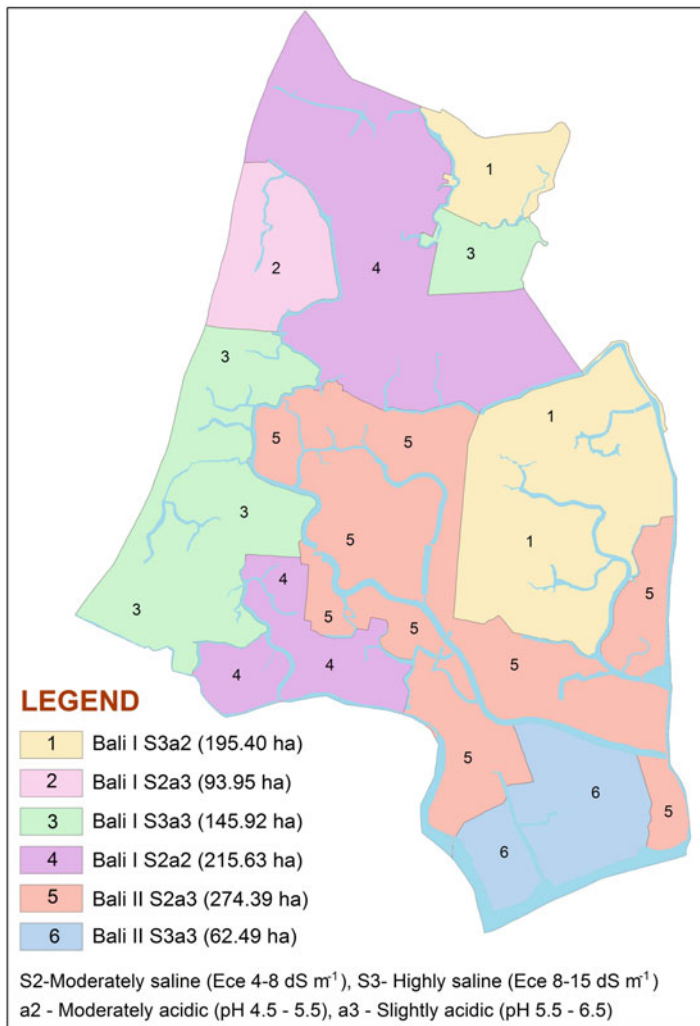 1
2
4
3
3
1
5
5
3
5
1
4
5
5
3
5
5
4
4
5
5
6
5
6
LEGEND
1 Bali I S3a2 (195.40 ha)
2 Bali I S2a3 (93.95 ha)
3 Bali I S3a3 (145.92 ha)
4 Bali I S2a2 (215.63 ha)
5 Bali II S2a3 (274.39 ha)
6 Bali II S3a3 (62.49 ha)
S2-Moderately saline (Ece 4-8 dS m⁻¹), S3- Highly saline (Ece 8-15 dS m⁻¹)
a2 - Moderately acidic (pH 4.5 - 5.5), a3 - Slightly acidic (pH 5.5 - 6.5)